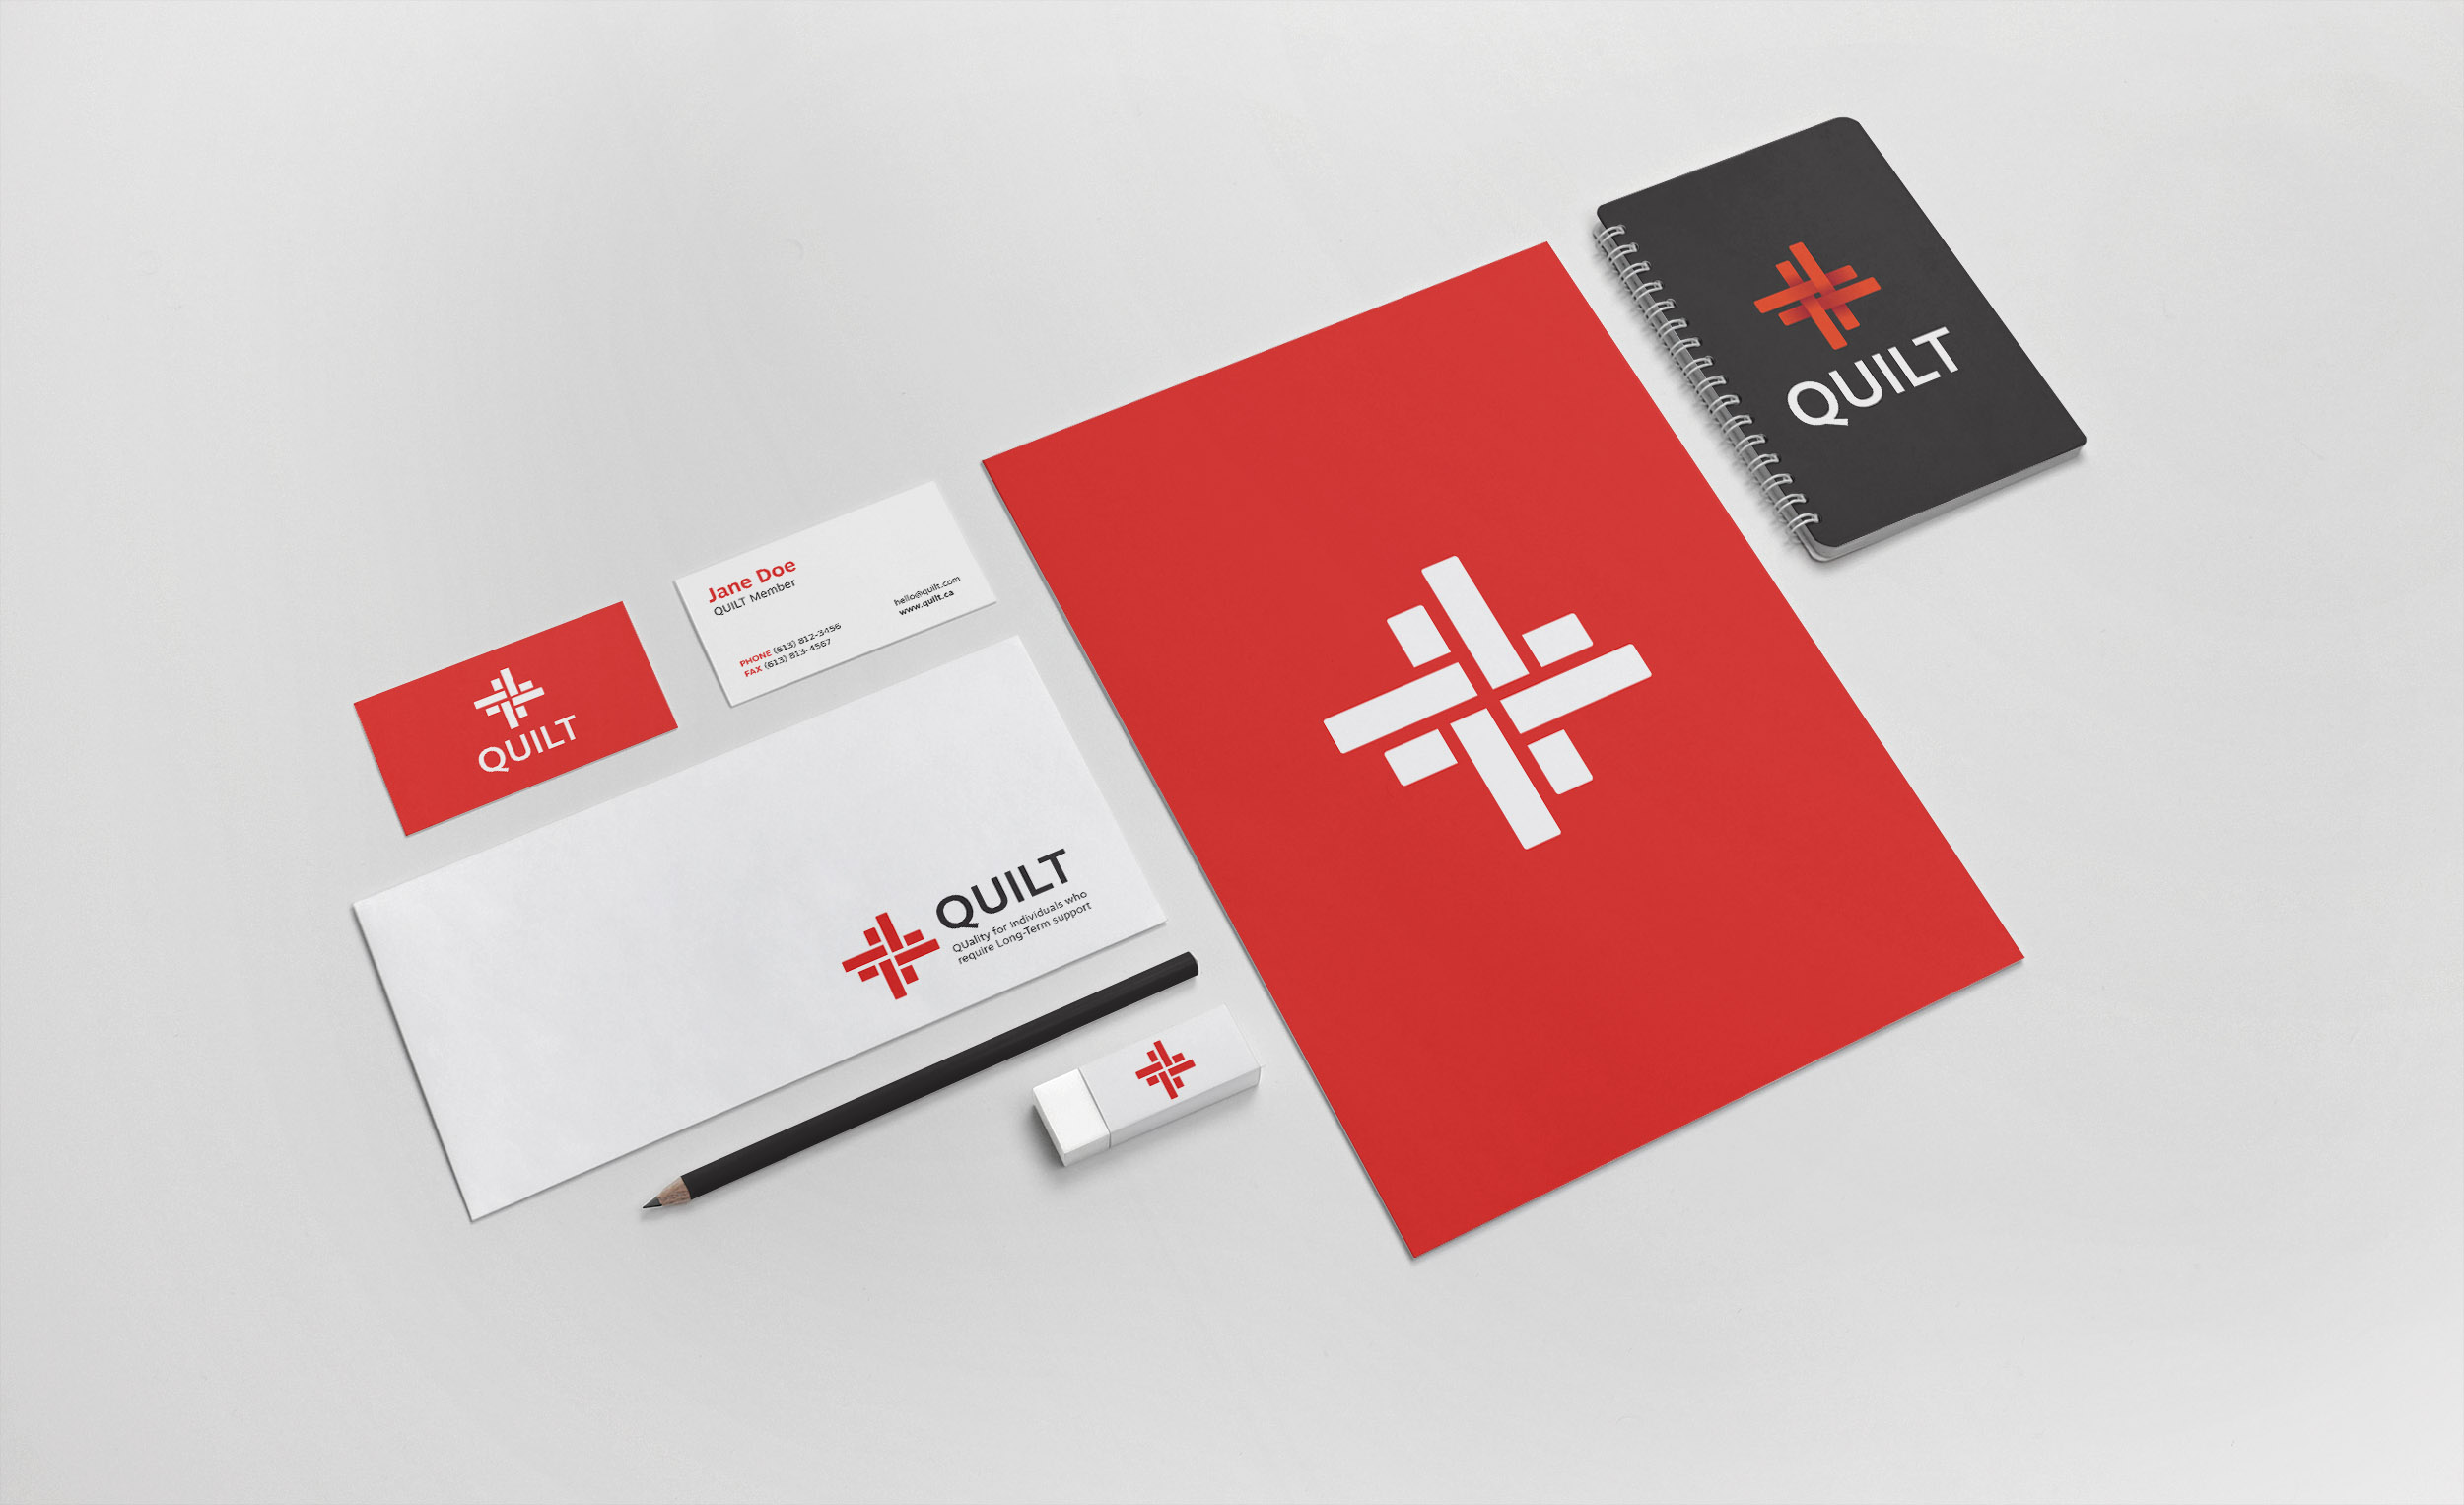 QUILT
Jane Doe
QUILT Member
hello@quilt.com
www.quilt.ca
PHONE (613) 812-3456
FAX (613) 813-4567
QUILT
QUILT
QUality for Individuals who
require Long-Term support